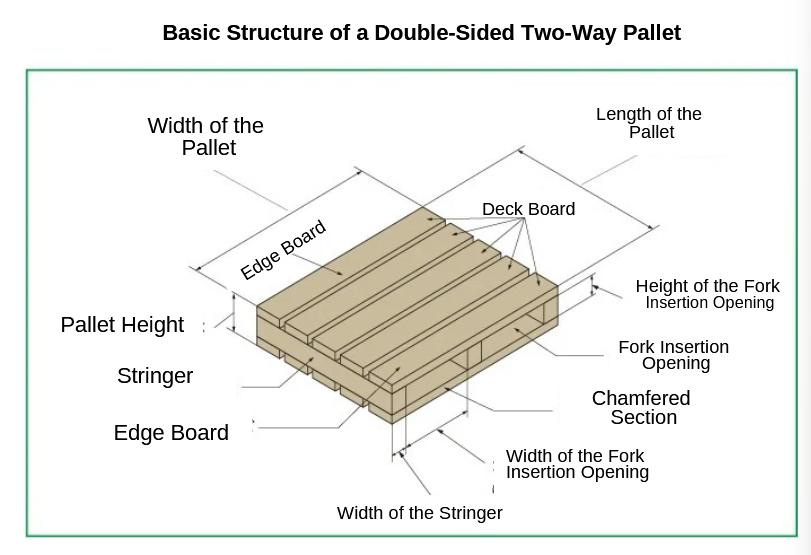 Basic Structure of a Double-Sided Two-Way Pallet
Width of the
Pallet
Length of the
Pallet
Deck Board
Edge Board
Height of the Fork
Insertion Opening
Pallet Height
Fork Insertion
Opening
Stringer
Chamfered
Section
Edge Board
Width of the Fork
Insertion Opening
Width of the Stringer